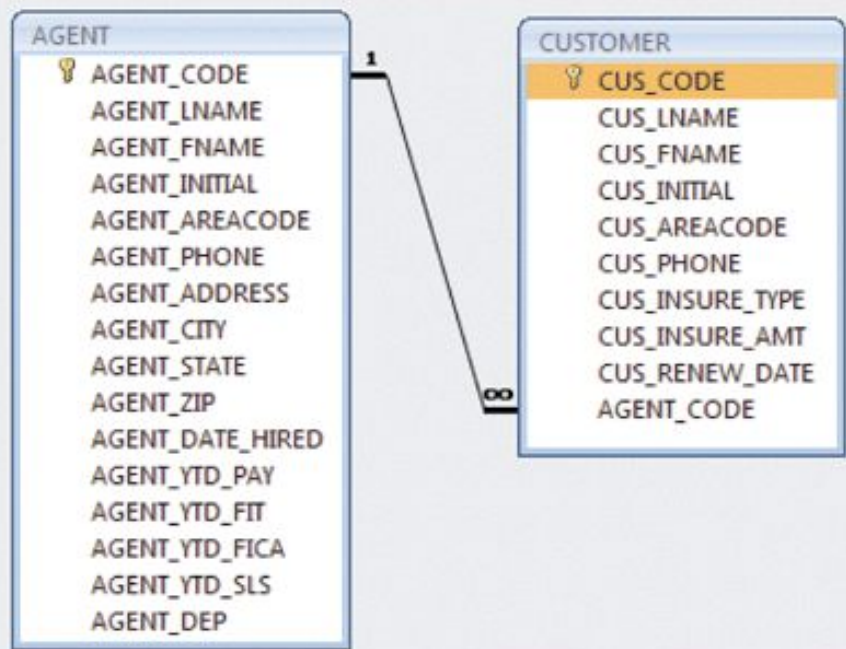 AGENT
AGENT_CODE
AGENT_LNAME
AGENT_FNAME
AGENT_INITIAL
AGENT_AREACODE
AGENT_PHONE
AGENT_ADDRESS
AGENT_CITY
AGENT_STATE
AGENT_ZIP
AGENT_DATE_HIRED
AGENT_YTD_PAY
AGENT_YTD_FIT
AGENT_YTD_FICA
AGENT_YTD_SLS
AGENT_DEP
1
∞
CUSTOMER
CUS_CODE
CUS_LNAME
CUS_FNAME
CUS_INITIAL
CUS_AREACODE
CUS_PHONE
CUS_INSURE_TYPE
CUS_INSURE_AMT
CUS_RENEW_DATE
AGENT_CODE